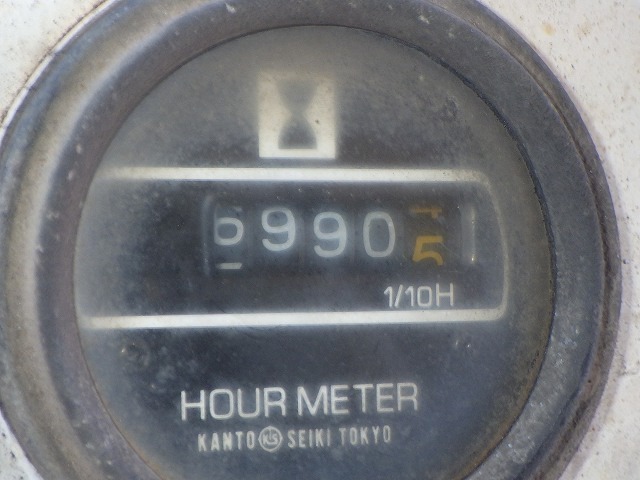 69905
1/10H
HOUR METER
KANTO KS SEIKI TOKYO